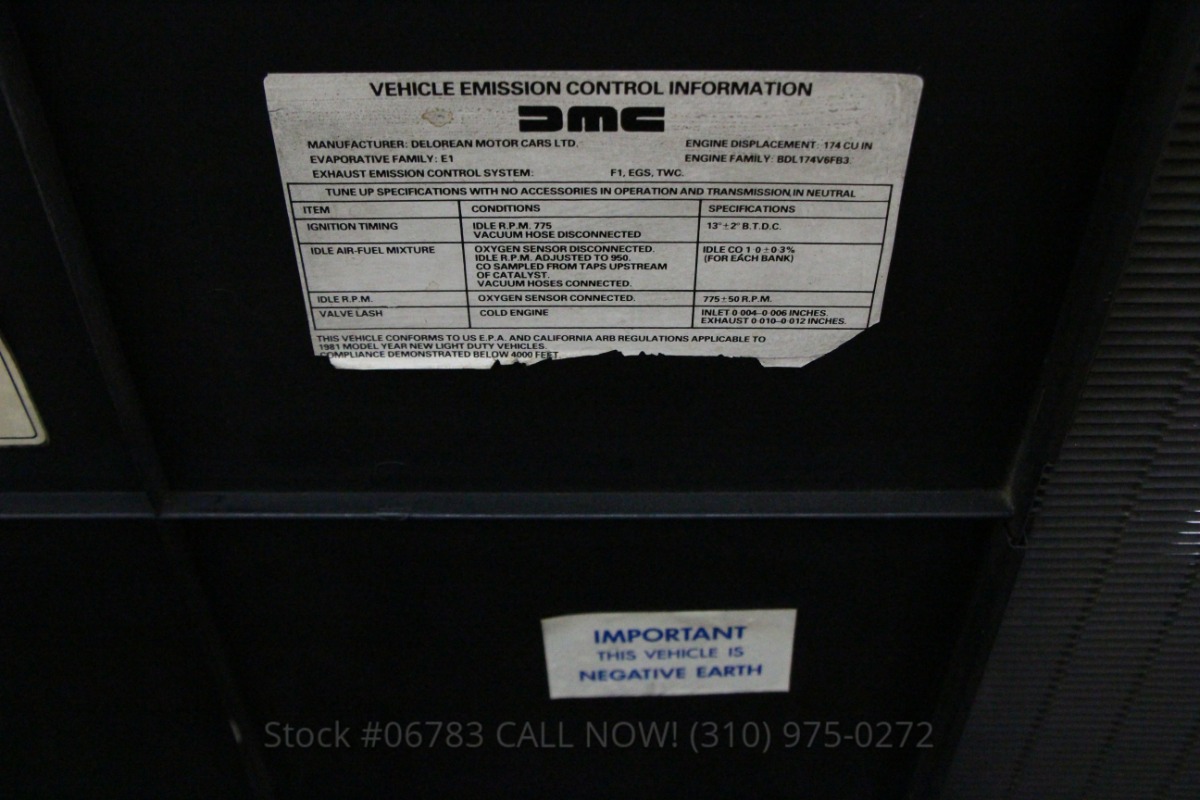 VEHICLE EMISSION CONTROL INFORMATION
DMC
MANUFACTURER: DELOREAN MOTOR CARS LTD. ENGINE DISPLACEMENT: 174 CU IN
EVAPORATIVE FAMILY: E1 ENGINE FAMILY: BDL174V6FB3.
EXHAUST EMISSION CONTROL SYSTEM: F1, EGS, TWC.
TUNE UP SPECIFICATIONS WITH NO ACCESSORIES IN OPERATION AND TRANSMISSION IN NEUTRAL
ITEM CONDITIONS SPECIFICATIONS
IGNITION TIMING IDLE R.P.M. 775 13°±2° B.T.D.C.
VACUUM HOSE DISCONNECTED
IDLE AIR-FUEL MIXTURE OXYGEN SENSOR DISCONNECTED. IDLE CO 1·0±0·3%
IDLE R.P.M. ADJUSTED TO 950. (FOR EACH BANK)
CO SAMPLED FROM TAPS UPSTREAM
OF CATALYST.
VACUUM HOSES CONNECTED.
IDLE R.P.M. OXYGEN SENSOR CONNECTED. 775±50 R.P.M.
VALVE LASH COLD ENGINE INLET 0·004–0·006 INCHES.
EXHAUST 0·010–0·012 INCHES.
THIS VEHICLE CONFORMS TO US E.P.A. AND CALIFORNIA ARB REGULATIONS APPLICABLE TO
1981 MODEL YEAR NEW LIGHT DUTY VEHICLES.
COMPLIANCE DEMONSTRATED BELOW 4000 FEET
IMPORTANT
THIS VEHICLE IS
NEGATIVE EARTH
Stock #06783 CALL NOW! (310) 975-0272